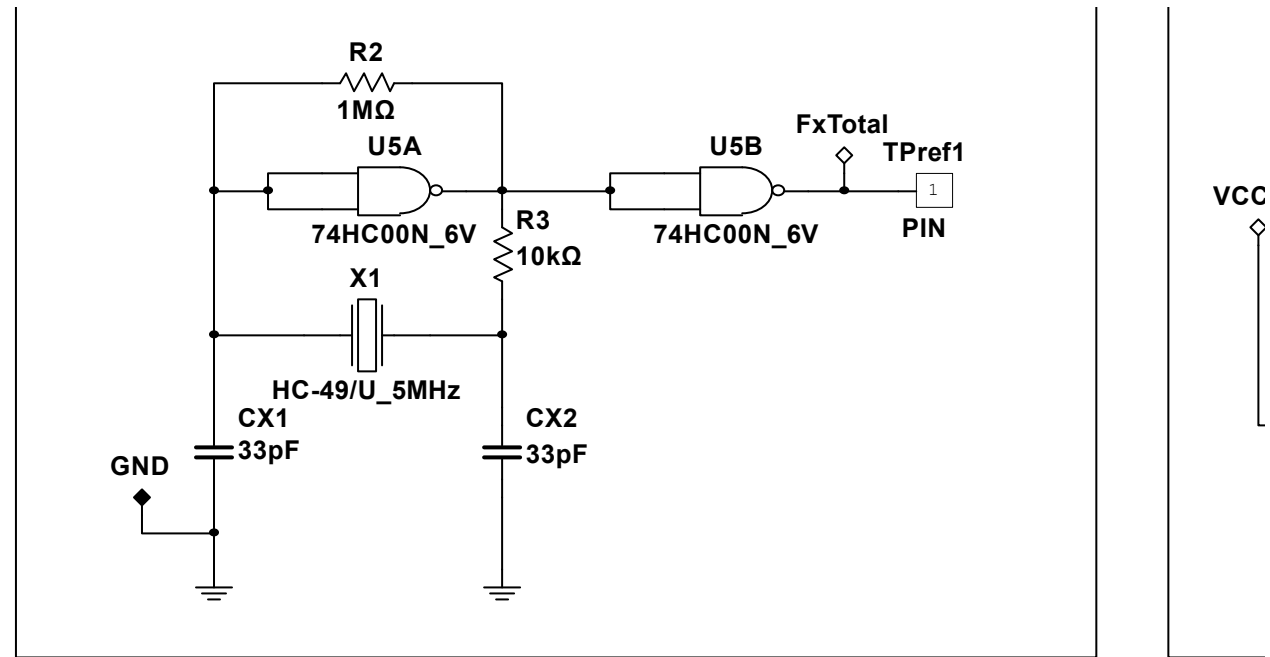 R2
1MΩ
U5A
74HC00N_6V
U5B
74HC00N_6V
FxTotal
TPref1
1
PIN
R3
10kΩ
X1
HC-49/U_5MHz
CX1
33pF
CX2
33pF
GND
VCC